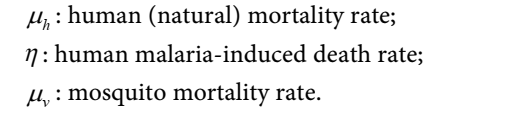 μ_h : human (natural) mortality rate;
η : human malaria-induced death rate;
μ_v : mosquito mortality rate.